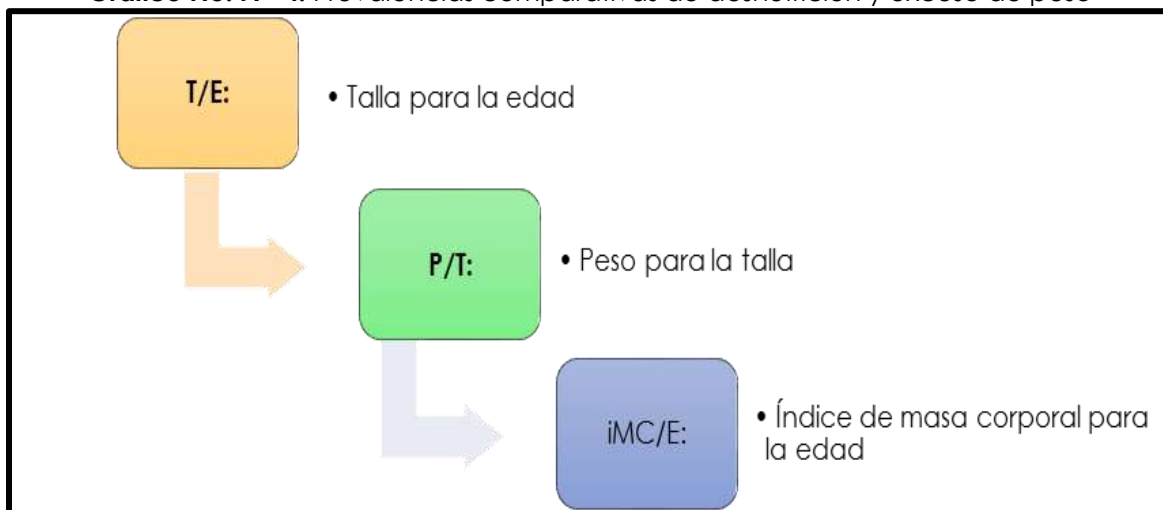 T/E:
• Talla para la edad
P/T:
• Peso para la talla
iMC/E:
• Índice de masa corporal para
la edad